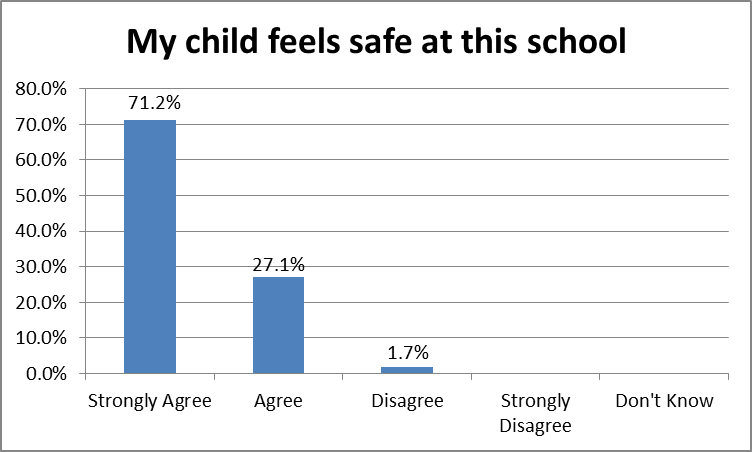 My child feels safe at this school
80.0%
70.0%
60.0%
50.0%
40.0%
30.0%
20.0%
10.0%
0.0%
71.2%
27.1%
1.7%
Strongly Agree
Agree
Disagree
Strongly
Disagree
Don't Know